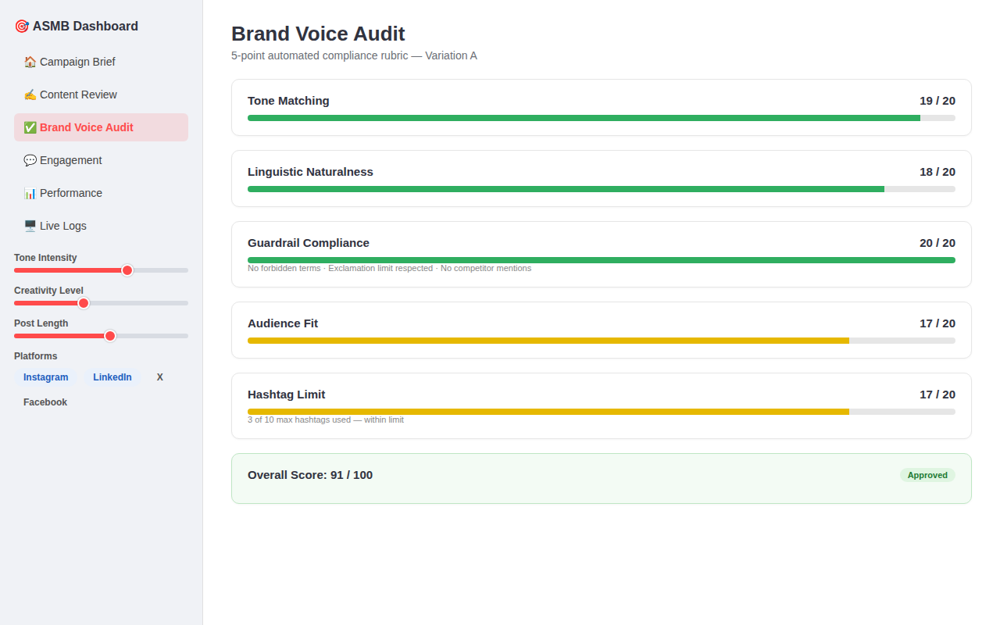 🎯 ASMB Dashboard
🏠 Campaign Brief
✍️ Content Review
✅ Brand Voice Audit
💬 Engagement
📊 Performance
🖥️ Live Logs
Tone Intensity
Creativity Level
Post Length
Platforms
Instagram LinkedIn X
Facebook
Brand Voice Audit
5-point automated compliance rubric — Variation A
Tone Matching 19 / 20
Linguistic Naturalness 18 / 20
Guardrail Compliance 20 / 20
No forbidden terms · Exclamation limit respected · No competitor mentions
Audience Fit 17 / 20
Hashtag Limit 17 / 20
3 of 10 max hashtags used — within limit
Overall Score: 91 / 100 Approved